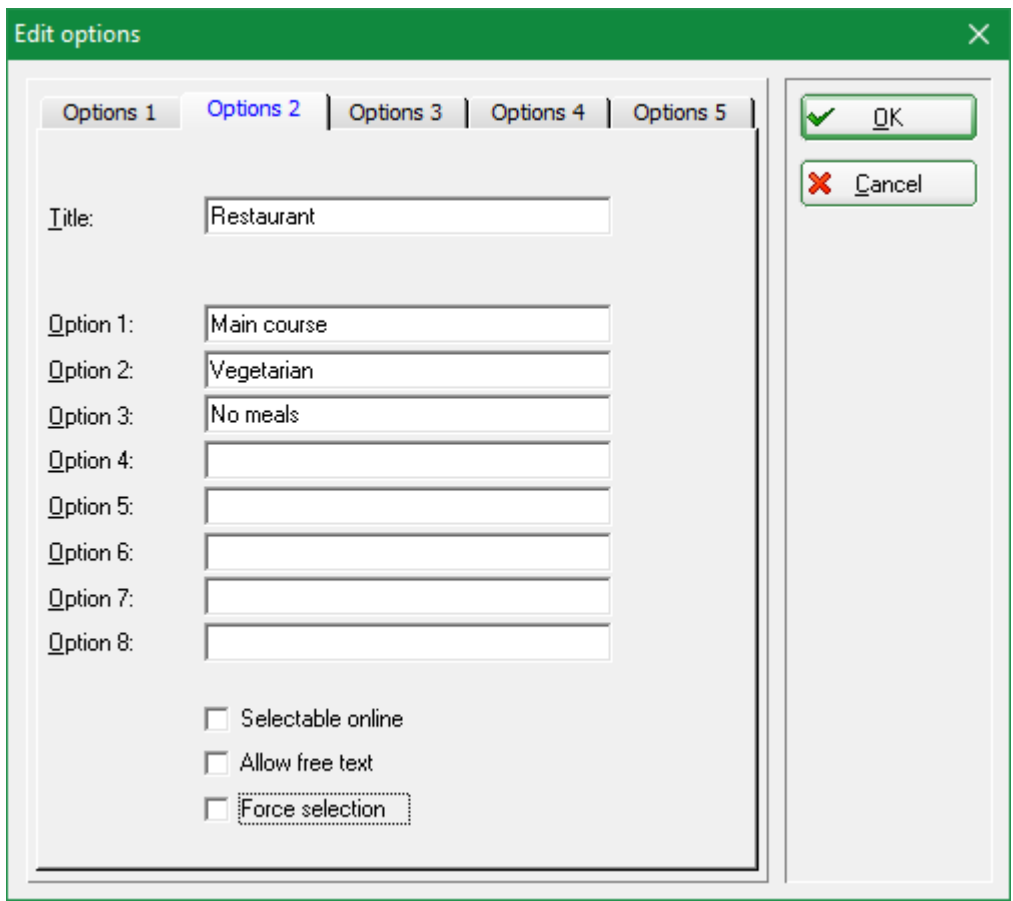 Edit options
Options 1 Options 2 Options 3 Options 4 Options 5
OK
Cancel
Title: Restaurant
Option 1: Main course
Option 2: Vegetarian
Option 3: No meals
Option 4:
Option 5:
Option 6:
Option 7:
Option 8:
Selectable online
Allow free text
Force selection